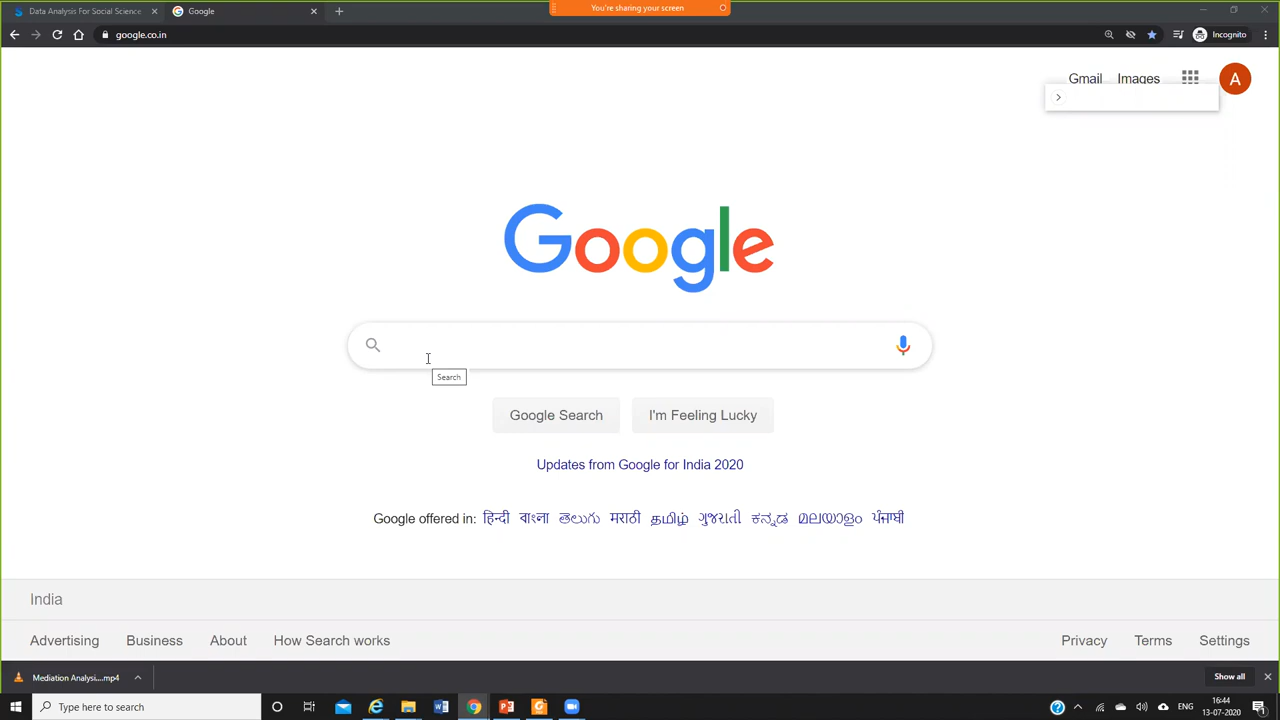 Data Analysis For Social Science
Google
You're sharing your screen
google.co.in
Incognito
Gmail Images
A
Google
Search
Google Search
I'm Feeling Lucky
Updates from Google for India 2020
Google offered in: हिन्दी বাংলা తెలుగు मराठी தமிழ் ગુજરાતી ಕನ್ನಡ മലയാളം ਪੰਜਾਬੀ
India
Advertising Business About How Search works
Privacy Terms Settings
Mediation Analysi....mp4
Show all
Type here to search
ENG
16:44
13-07-2020